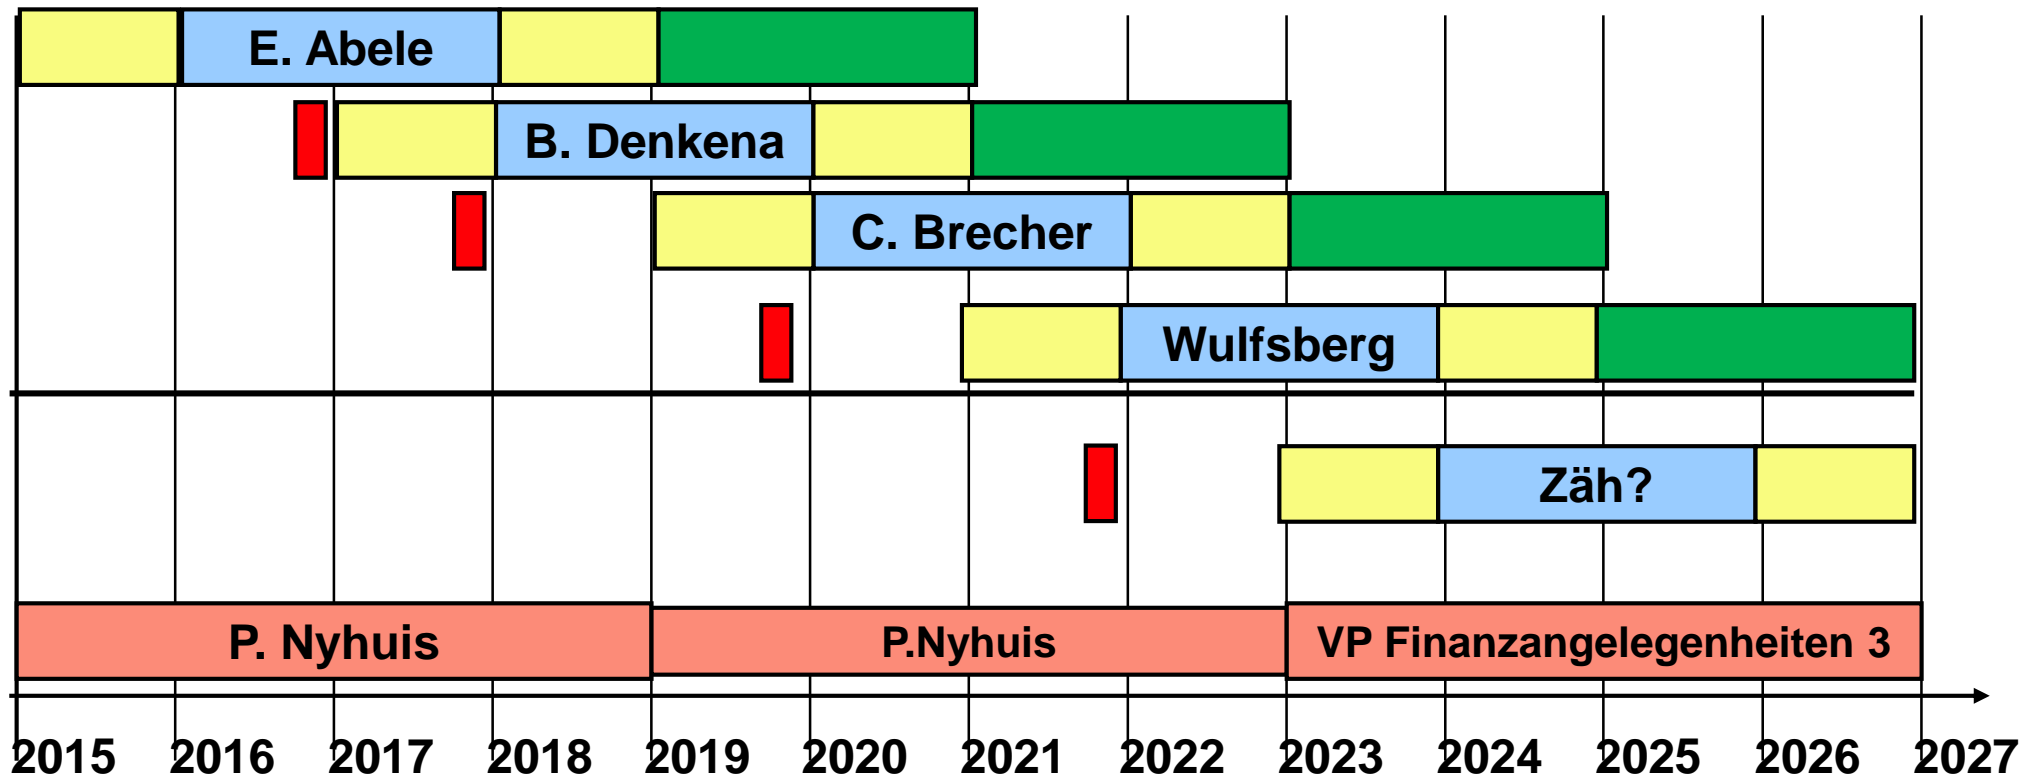 E. Abele
B. Denkena
C. Brecher
Wulfsberg
Zäh?
P. Nyhuis P.Nyhuis VP Finanzangelegenheiten 3
2015 2016 2017 2018 2019 2020 2021 2022 2023 2024 2025 2026 2027